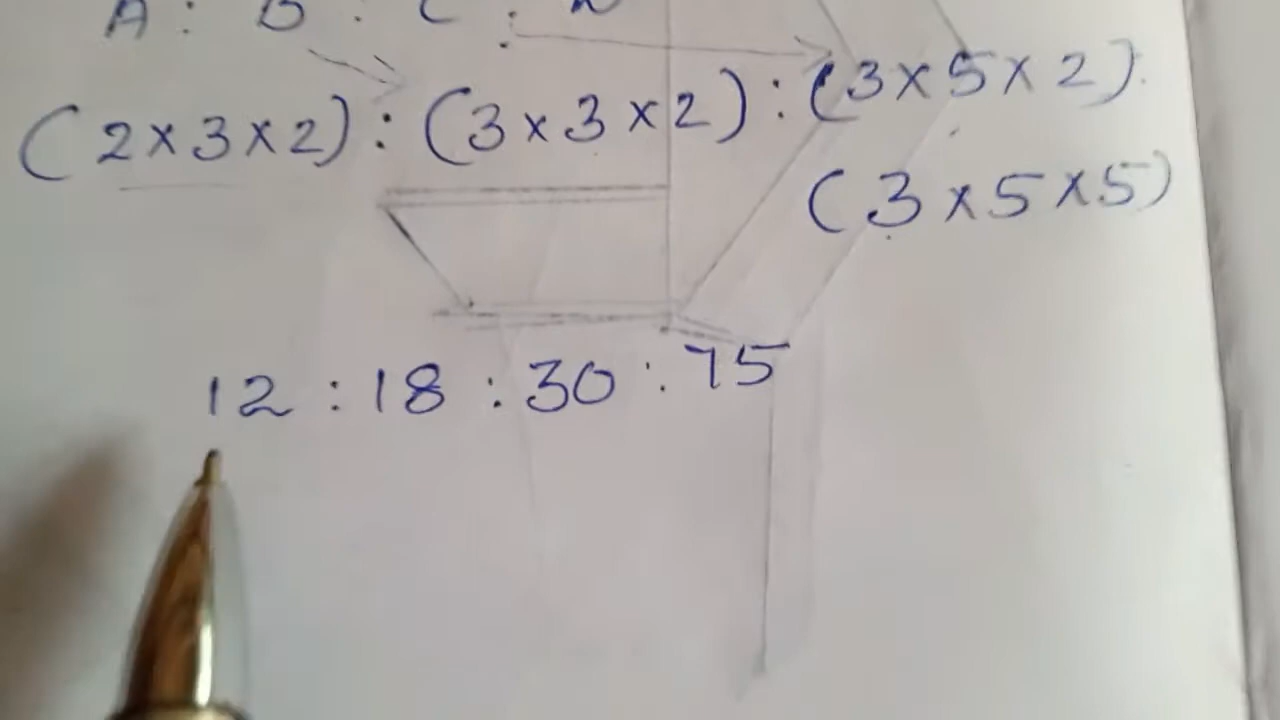 A : B : C :
(2×3×2) : (3×3×2) : (3×5×2) :
(3×5×5)
12 : 18 : 30 : 75